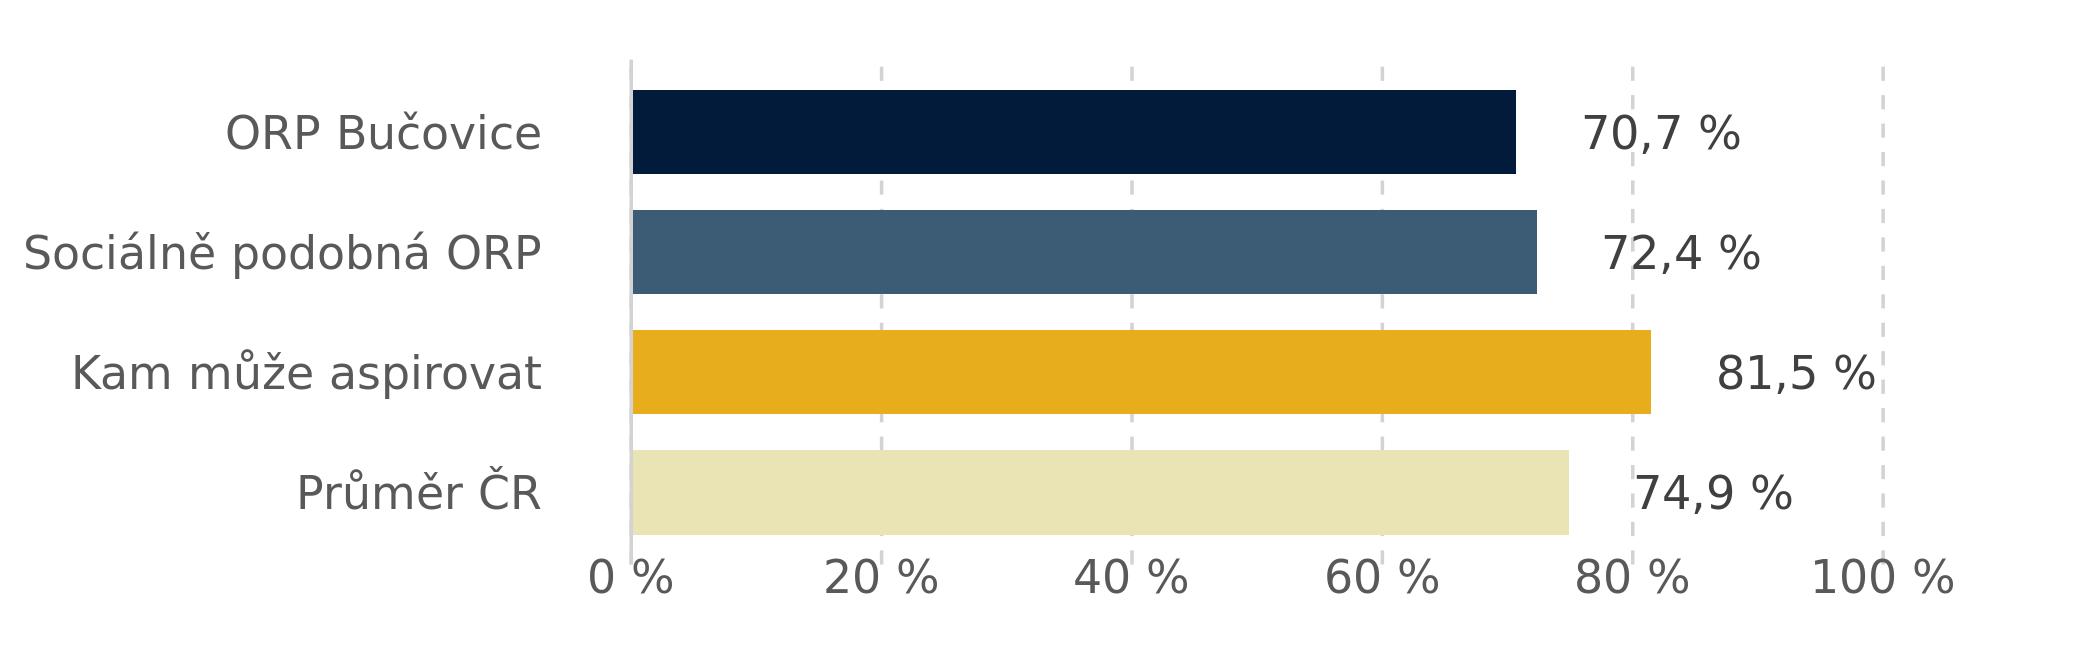 ORP Bučovice 70,7 %
Sociálně podobná ORP 72,4 %
Kam může aspirovat 81,5 %
Průměr ČR 74,9 %
0 % 20 % 40 % 60 % 80 % 100 %